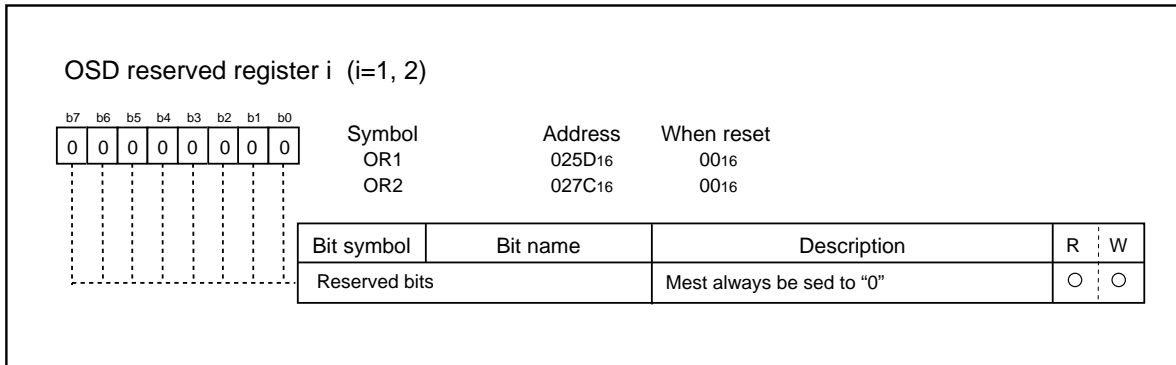 OSD reserved register i (i=1, 2)
b7 b6 b5 b4 b3 b2 b1 b0
0 0 0 0 0 0 0 0
Symbol Address When reset
OR1 025D16 0016
OR2 027C16 0016
Bit symbol Bit name Description R W
Reserved bits Mest always be sed to “0” ○ ○